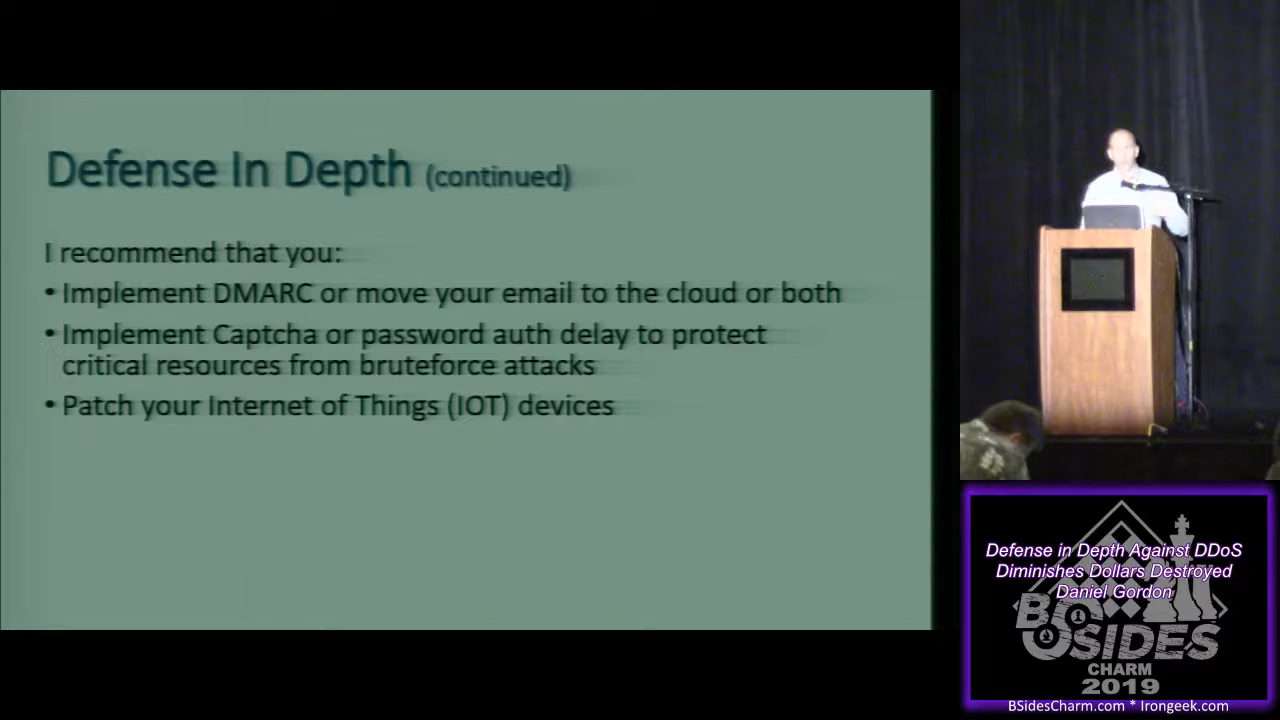 Defense In Depth (continued)
I recommend that you:
• Implement DMARC or move your email to the cloud or both
• Implement Captcha or password auth delay to protect
critical resources from bruteforce attacks
• Patch your Internet of Things (IOT) devices
Defense in Depth Against DDoS
Diminishes Dollars Destroyed
Daniel Gordon
BSIDES
CHARM
2019
BSidesCharm.com * Irongeek.com